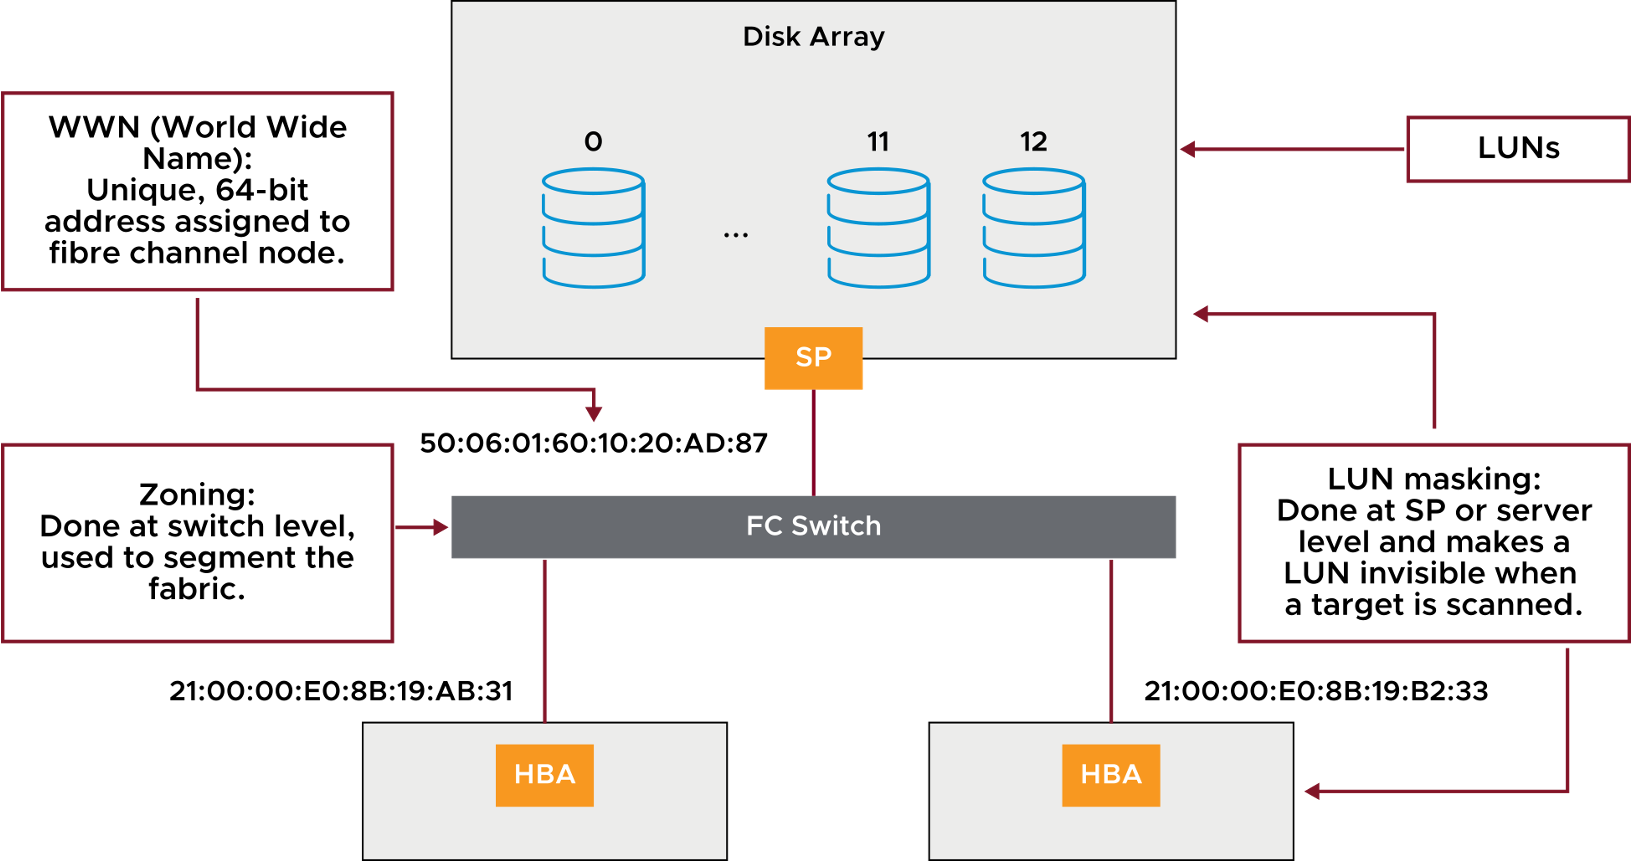 Disk Array
WWN (World Wide
Name):
Unique, 64-bit
address assigned to
fibre channel node.
0
11
12
...
LUNs
SP
50:06:01:60:10:20:AD:87
Zoning:
Done at switch level,
used to segment the
fabric.
FC Switch
LUN masking:
Done at SP or server
level and makes a
LUN invisible when
a target is scanned.
21:00:00:E0:8B:19:AB:31
21:00:00:E0:8B:19:B2:33
HBA
HBA